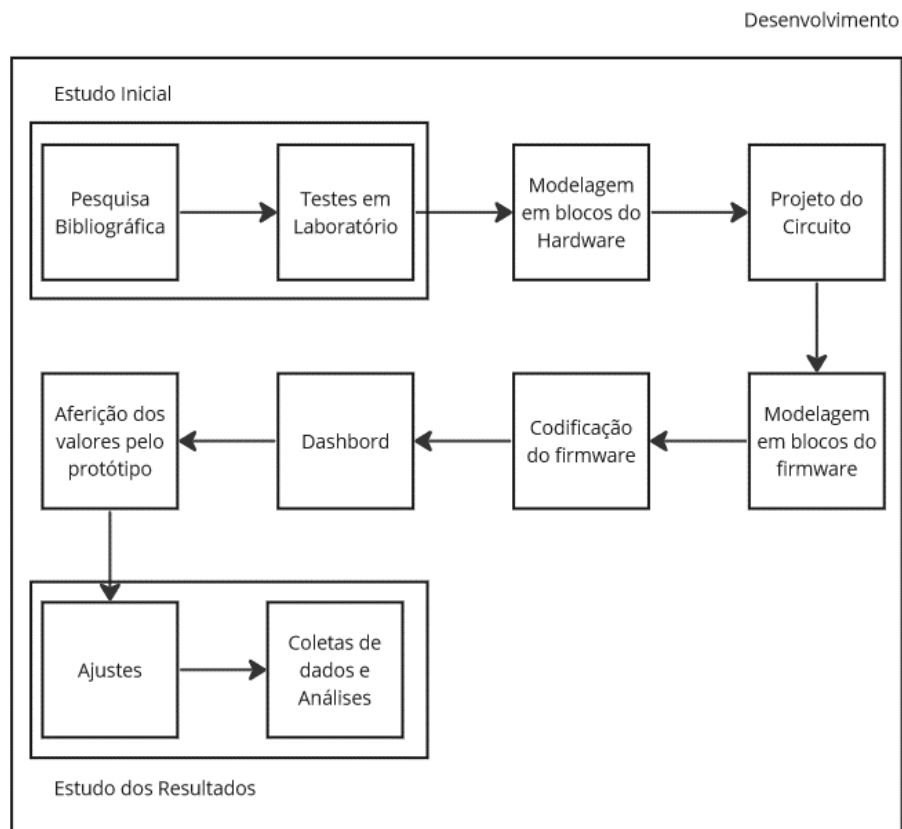 Desenvolvimento
Estudo Inicial
Pesquisa
Bibliográfica
Testes em
Laboratório
Modelagem
em blocos do
Hardware
Projeto do
Circuito
Aferição dos
valores pelo
protótipo
Dashbord
Codificação
do firmware
Modelagem
em blocos do
firmware
Ajustes
Coletas de
dados e
Análises
Estudo dos Resultados